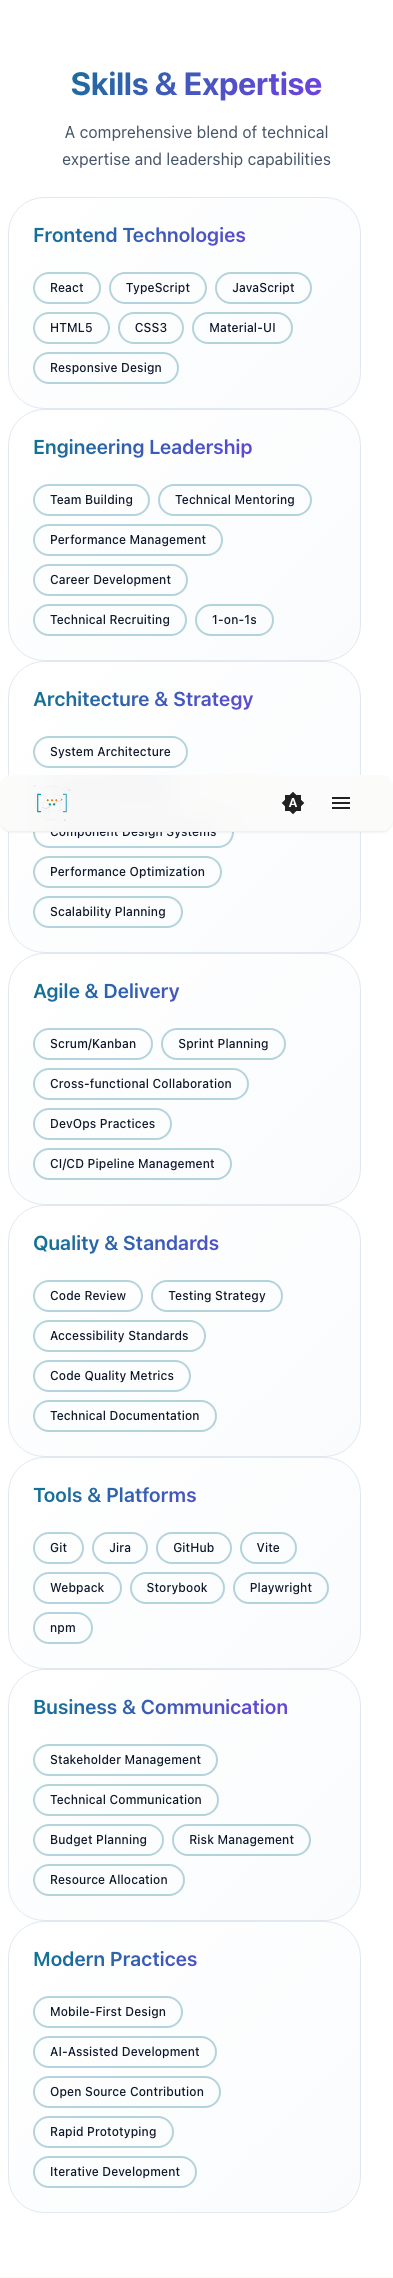 Skills & Expertise
A comprehensive blend of technical
expertise and leadership capabilities
Frontend Technologies
React TypeScript JavaScript
HTML5 CSS3 Material-UI
Responsive Design
Engineering Leadership
Team Building Technical Mentoring
Performance Management
Career Development
Technical Recruiting 1-on-1s
Architecture & Strategy
System Architecture
A
Component Design Systems
Performance Optimization
Scalability Planning
Agile & Delivery
Scrum/Kanban Sprint Planning
Cross-functional Collaboration
DevOps Practices
CI/CD Pipeline Management
Quality & Standards
Code Review Testing Strategy
Accessibility Standards
Code Quality Metrics
Technical Documentation
Tools & Platforms
Git Jira GitHub Vite
Webpack Storybook Playwright
npm
Business & Communication
Stakeholder Management
Technical Communication
Budget Planning Risk Management
Resource Allocation
Modern Practices
Mobile-First Design
AI-Assisted Development
Open Source Contribution
Rapid Prototyping
Iterative Development